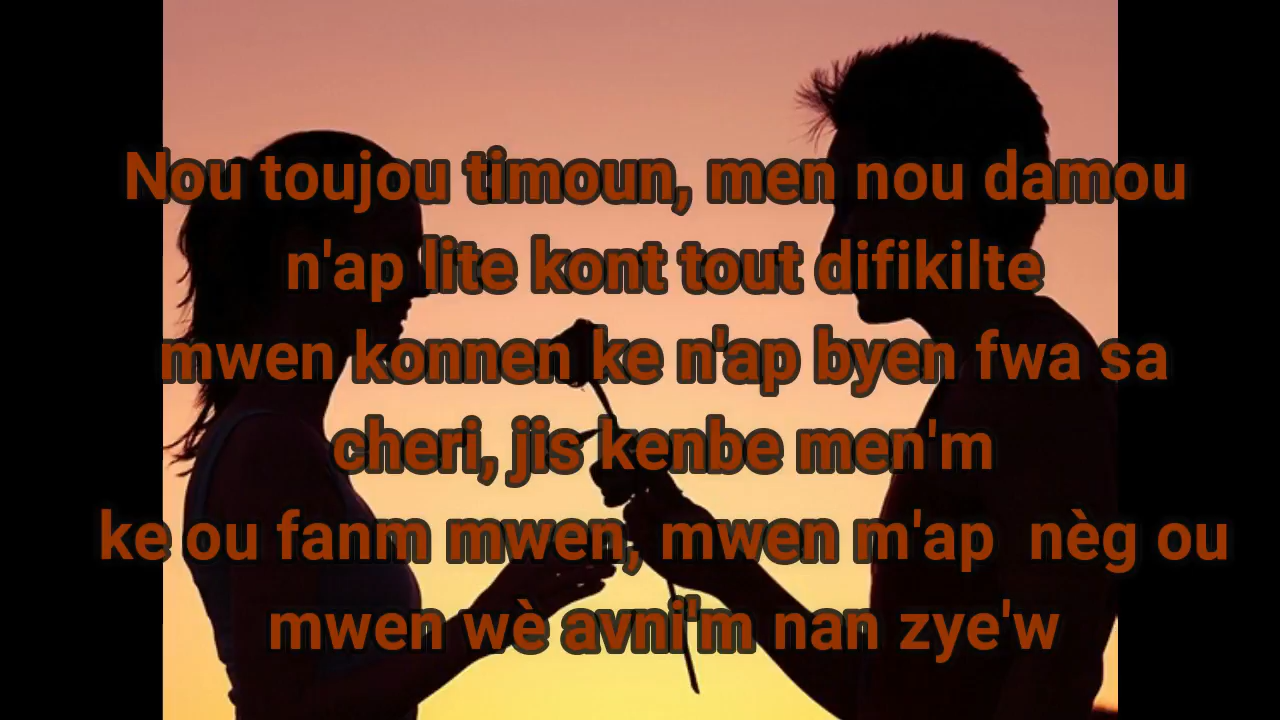 Nou toujou timoun, men nou damou
n'ap lite kont tout difikilte
mwen konnen ke n'ap byen fwa sa
cheri, jis kenbe men'm
ke ou fanm mwen, mwen m'ap nèg ou
mwen wè avni'm nan zye'w